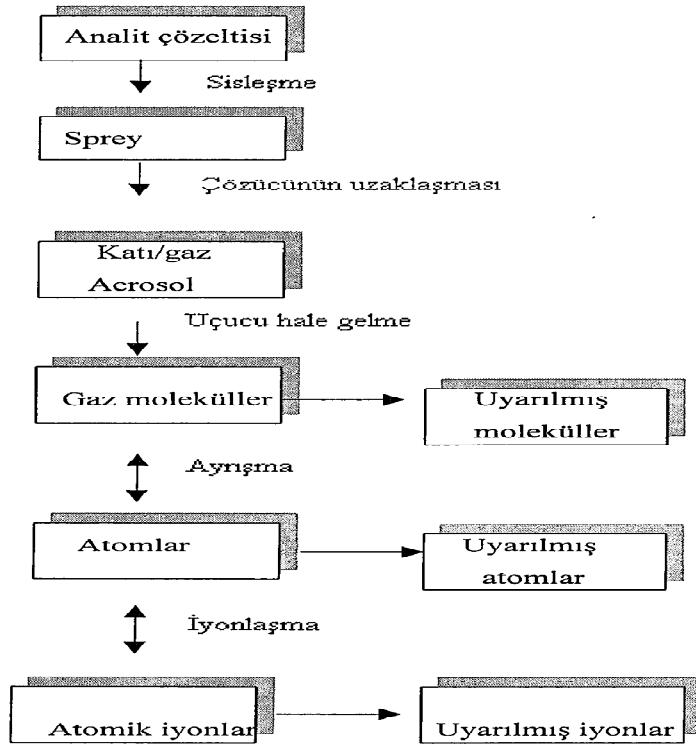 Analit çözeltisi
Sisleşme
Sprey
Çözücünün uzaklaşması
Katı/gaz
Acrosol
Uçucu hale gelme
Gaz moleküller
Uyarılmış
moleküller
Ayrışma
Atomlar
Uyarılmış
atomlar
İyonlaşma
Atomik iyonlar
Uyarılmış iyonlar